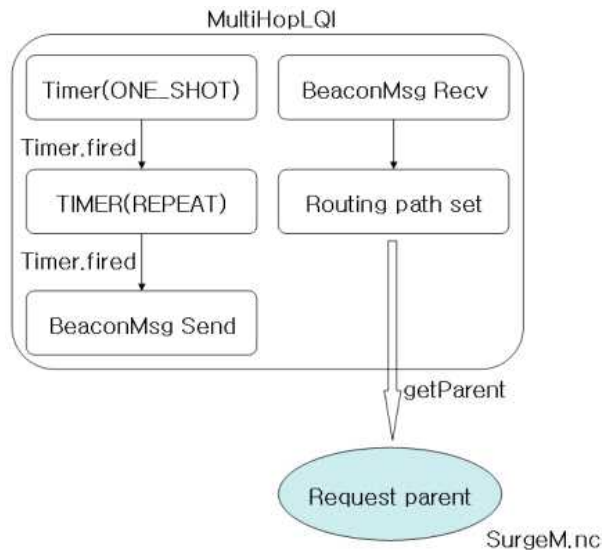 MultiHopLQI
Timer(ONE_SHOT)
BeaconMsg Recv
Timer.fired
TIMER(REPEAT)
Routing path set
Timer.fired
BeaconMsg Send
getParent
Request parent
SurgeM.nc